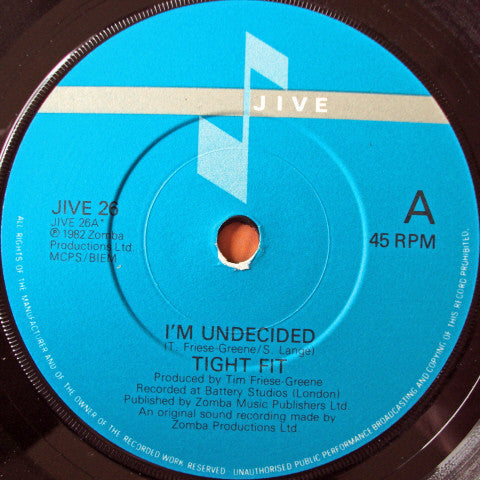 JIVE
JIVE 26
JIVE 26A
℗ 1982 Zomba
Productions Ltd.
MCPS/BIEM
A
45 RPM
I'M UNDECIDED
(T. Friese-Greene/S. Lange)
TIGHT FIT
Produced by Tim Friese-Greene
Recorded at Battery Studios (London)
Published by Zomba Music Publishers Ltd.
An original sound recording made by
Zomba Productions Ltd.
ALL RIGHTS OF THE MANUFACTURER AND OF THE OWNER OF THE RECORDED WORK RESERVED · UNAUTHORISED PUBLIC PERFORMANCE BROADCASTING AND COPYING OF THIS RECORD PROHIBITED.